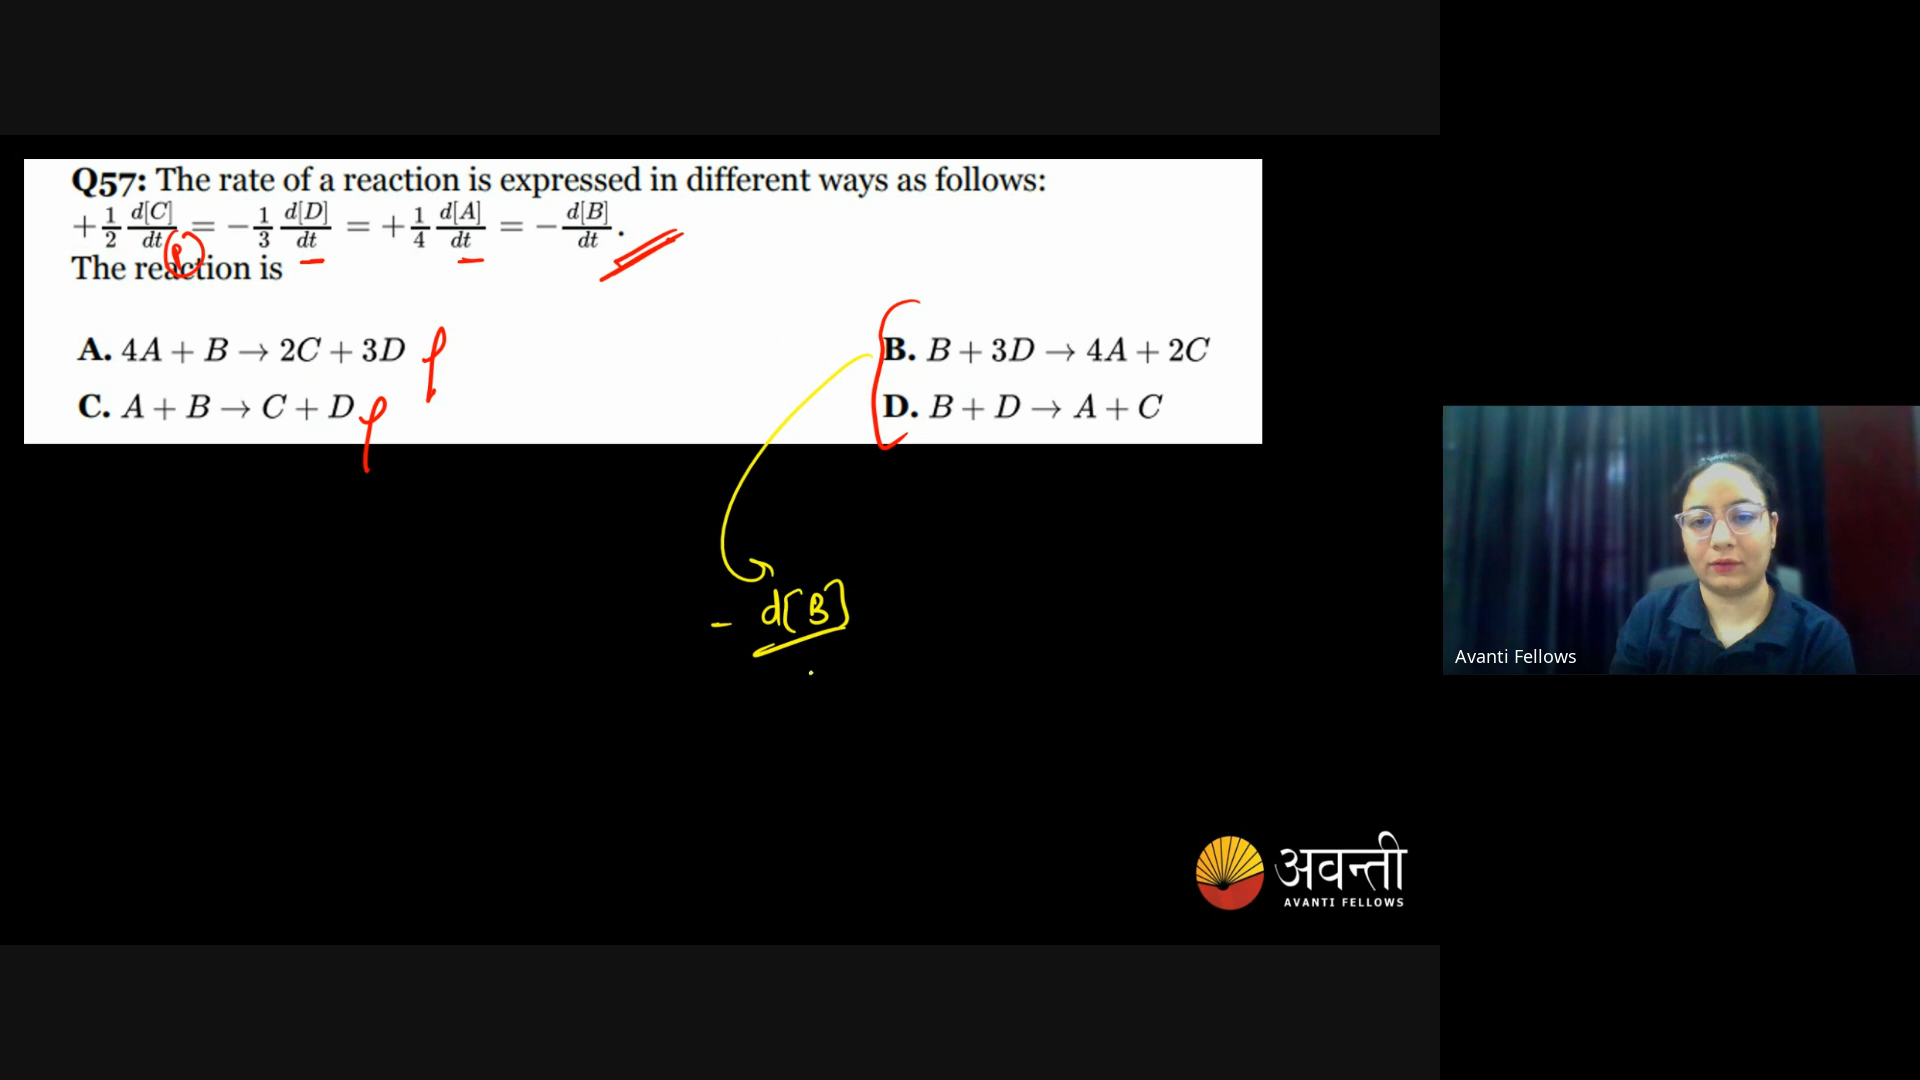 Q57: The rate of a reaction is expressed in different ways as follows:
+1/2 d[C]/dt = −1/3 d[D]/dt = +1/4 d[A]/dt = −d[B]/dt.
The reaction is
A. 4A + B → 2C + 3D
B. B + 3D → 4A + 2C
C. A + B → C + D
D. B + D → A + C
- d[B]
Avanti Fellows
अवन्ती
AVANTI FELLOWS